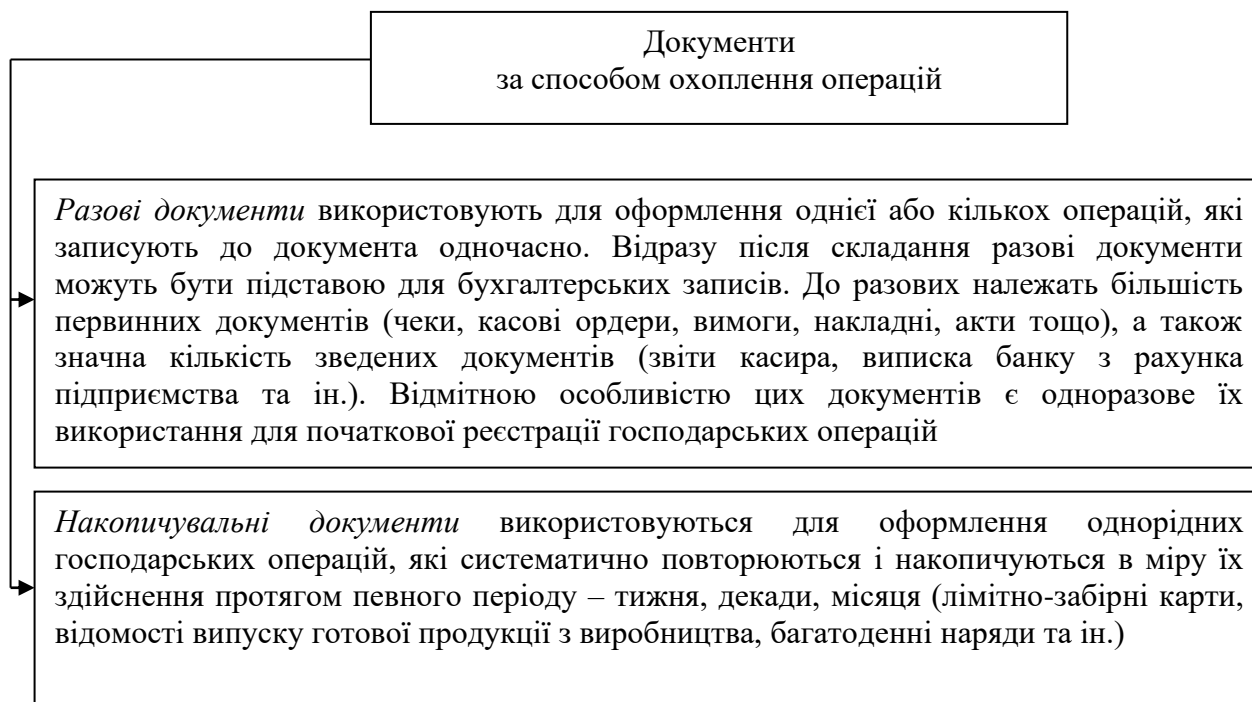 Документи
за способом охоплення операцій
Разові документи використовують для оформлення однієї або кількох операцій, які
записують до документа одночасно. Відразу після складання разові документи
можуть бути підставою для бухгалтерських записів. До разових належать більшість
первинних документів (чеки, касові ордери, вимоги, накладні, акти тощо), а також
значна кількість зведених документів (звіти касира, виписка банку з рахунка
підприємства та ін.). Відмітною особливістю цих документів є одноразове їх
використання для початкової реєстрації господарських операцій
Накопичувальні документи використовуються для оформлення однорідних
господарських операцій, які систематично повторюються і накопичуються в міру їх
здійснення протягом певного періоду – тижня, декади, місяця (лімітно-забірні карти,
відомості випуску готової продукції з виробництва, багатоденні наряди та ін.)